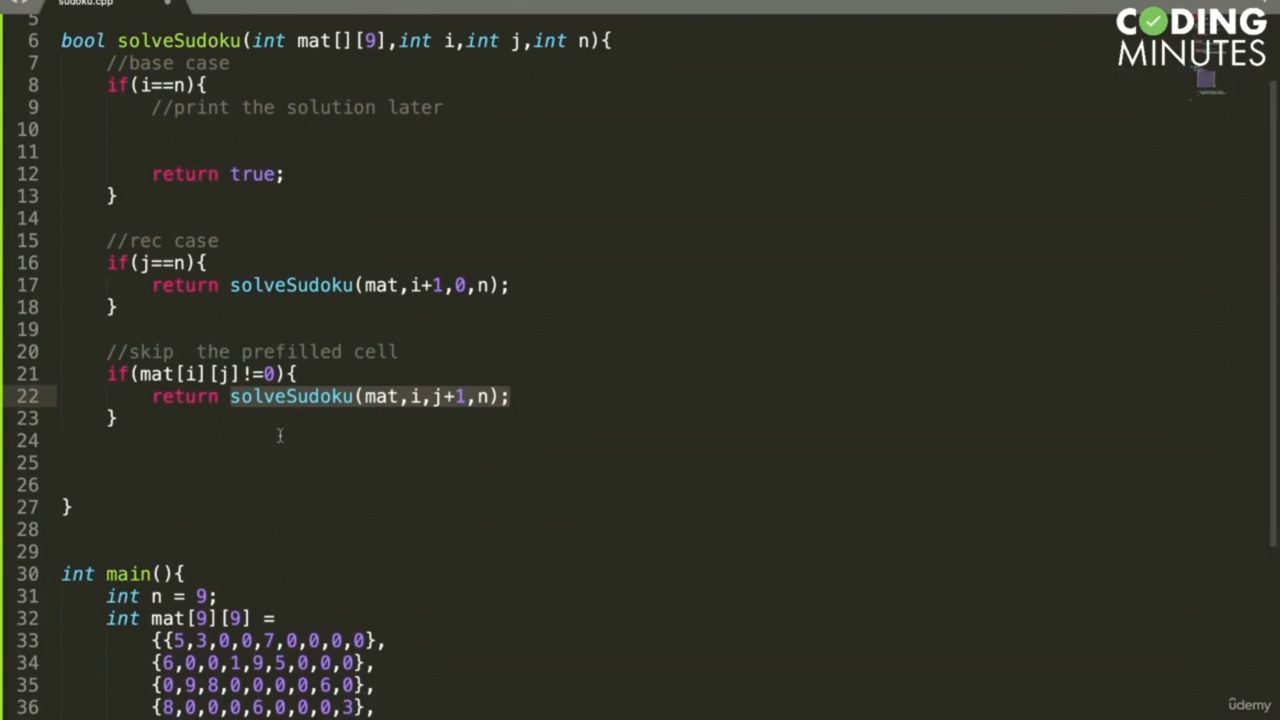 sudoku.cpp
CODING
MINUTES
5
6 bool solveSudoku(int mat[][9],int i,int j,int n){
7 //base case
8 if(i==n){
9 //print the solution later
10
11
12 return true;
13 }
14
15 //rec case
16 if(j==n){
17 return solveSudoku(mat,i+1,0,n);
18 }
19
20 //skip  the prefilled cell
21 if(mat[i][j]!=0){
22 return solveSudoku(mat,i,j+1,n);
23 }
24
25
26
27 }
28
29
30 int main(){
31 int n = 9;
32 int mat[9][9] =
33 {{5,3,0,0,7,0,0,0,0},
34 {6,0,0,1,9,5,0,0,0},
35 {0,9,8,0,0,0,0,6,0},
36 {8,0,0,0,6,0,0,0,3},
ûdemy